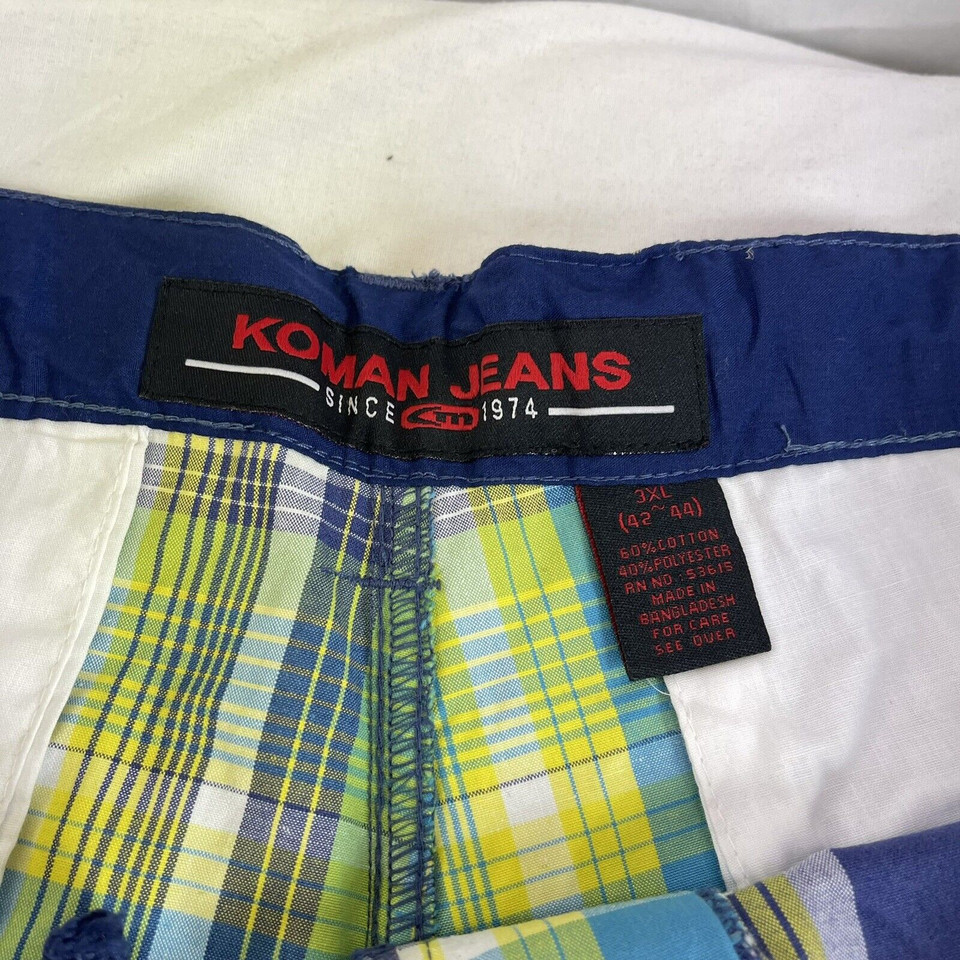 KOMAN JEANS
SINCE Km 1974
3XL
(42~44)
60%COTTON
40%POLYESTER
RN NO :53615
MADE IN
BANGLADESH
FOR CARE
SEE OVER